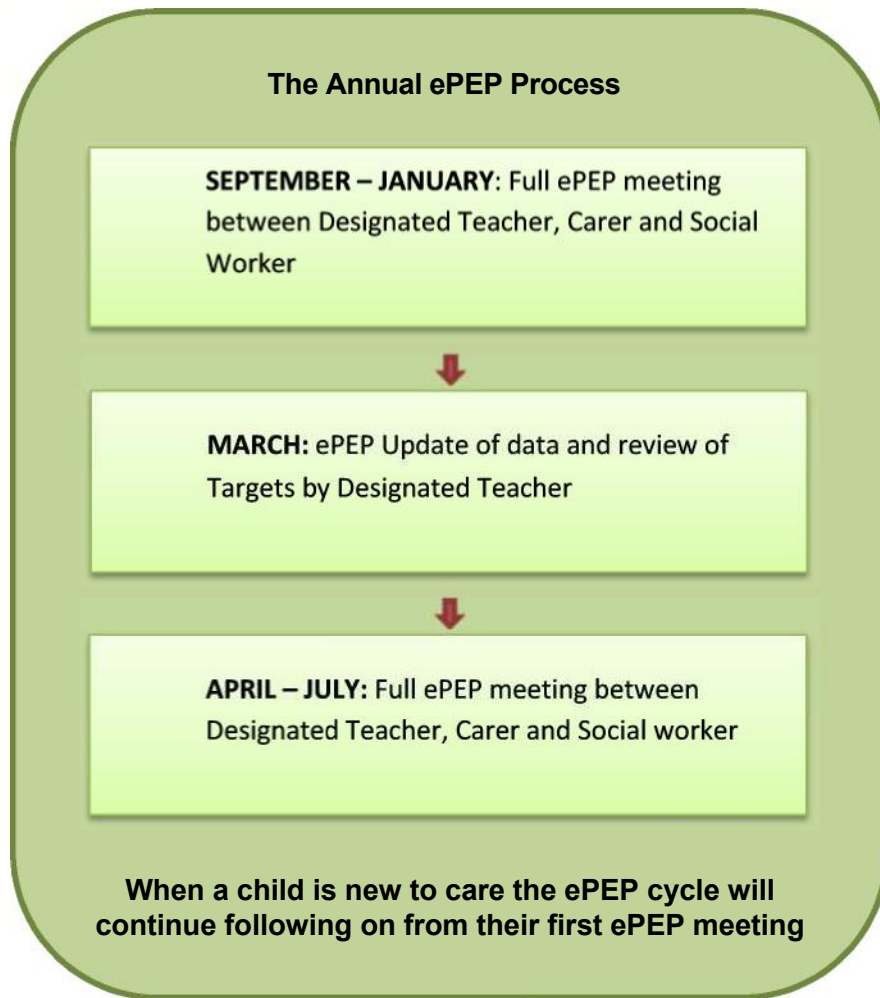 The Annual ePEP Process
SEPTEMBER – JANUARY: Full ePEP meeting
between Designated Teacher, Carer and Social
Worker
MARCH: ePEP Update of data and review of
Targets by Designated Teacher
APRIL – JULY: Full ePEP meeting between
Designated Teacher, Carer and Social worker
When a child is new to care the ePEP cycle will
continue following on from their first ePEP meeting